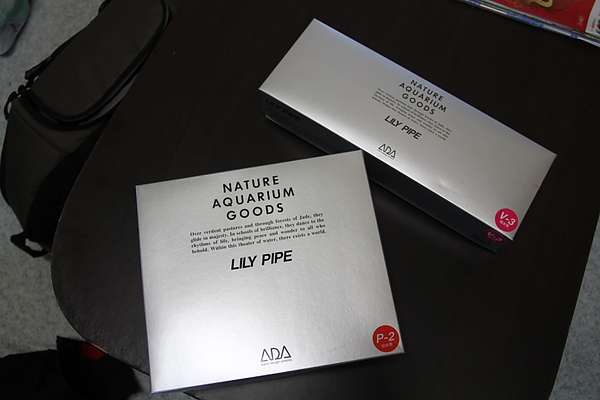 NATURE
AQUARIUM
GOODS
Over verdant pastures and through forests of Jade, they
glide in majesty. In schools of brilliance, they dance to the
rhythms of life, bringing peace and wonder to all who
behold. Within this theater of water, there exists a world.
LILY PIPE
ADA
P-2
NATURE
AQUARIUM
GOODS
LILY PIPE
ADA
V-3